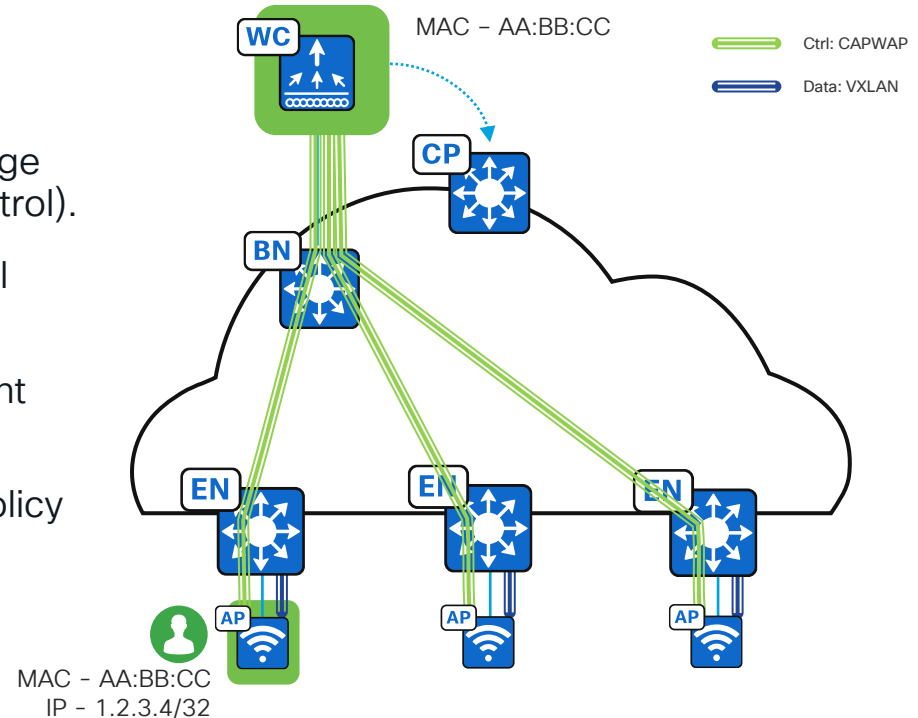 WC
MAC - AA:BB:CC
Ctrl: CAPWAP
Data: VXLAN
CP
ge
trol).
BN
l
nt
olicy
EN
EN
EN
AP
AP
AP
MAC - AA:BB:CC
IP - 1.2.3.4/32